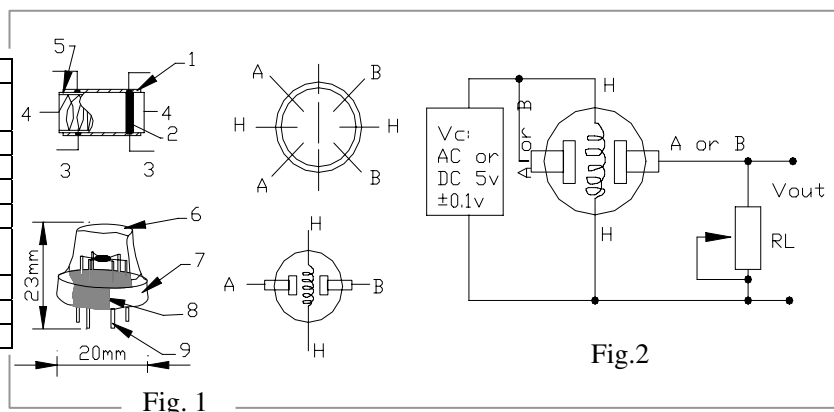 5
1
4
4
2
3
3
A
B
H
H
A
B
6
7
8
9
23mm
20mm
A
B
H
H
Fig. 1
H
Vc:
AC or
DC 5v
±0.1v
A or B
A or B
Vout
RL
H
Fig.2